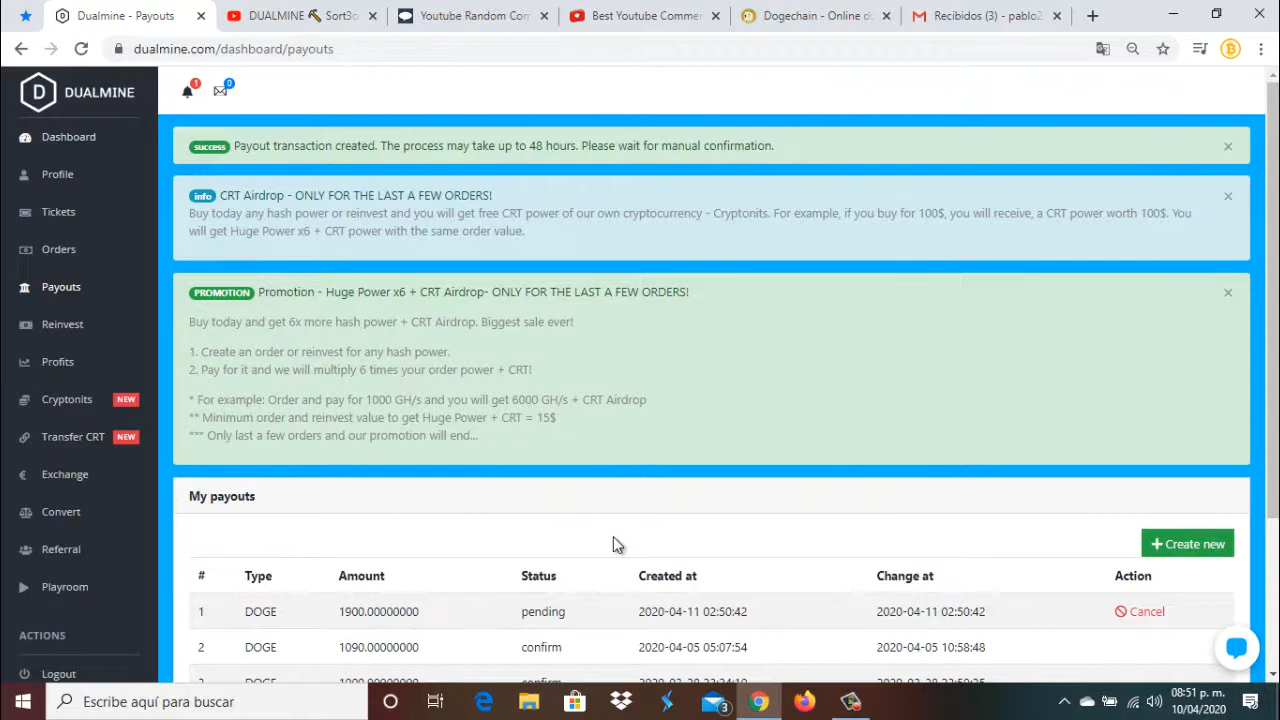 Dualmine - Payouts
DUALMINE Sort3o
Youtube Random Com
Best Youtube Commer
Dogechain - Online d
Recibidos (3) - pablo2
dualmine.com/dashboard/payouts
D DUALMINE
1
0
Dashboard
Profile
Tickets
Orders
Payouts
Reinvest
Profits
Cryptonits NEW
Transfer CRT NEW
Exchange
Convert
Referral
Playroom
ACTIONS
Logout
success Payout transaction created. The process may take up to 48 hours. Please wait for manual confirmation.
info CRT Airdrop - ONLY FOR THE LAST A FEW ORDERS!
Buy today any hash power or reinvest and you will get free CRT power of our own cryptocurrency - Cryptonits. For example, if you buy for 100$, you will receive, a CRT power worth 100$. You
will get Huge Power x6 + CRT power with the same order value.
PROMOTION Promotion - Huge Power x6 + CRT Airdrop- ONLY FOR THE LAST A FEW ORDERS!
Buy today and get 6x more hash power + CRT Airdrop. Biggest sale ever!
1. Create an order or reinvest for any hash power.
2. Pay for it and we will multiply 6 times your order power + CRT!
* For example: Order and pay for 1000 GH/s and you will get 6000 GH/s + CRT Airdrop
** Minimum order and reinvest value to get Huge Power + CRT = 15$
*** Only last a few orders and our promotion will end...
My payouts
+ Create new
# Type Amount Status Created at Change at Action
1 DOGE 1900.00000000 pending 2020-04-11 02:50:42 2020-04-11 02:50:42 Cancel
2 DOGE 1090.00000000 confirm 2020-04-05 05:07:54 2020-04-05 10:58:48
Escribe aquí para buscar
3
08:51 p. m.
10/04/2020